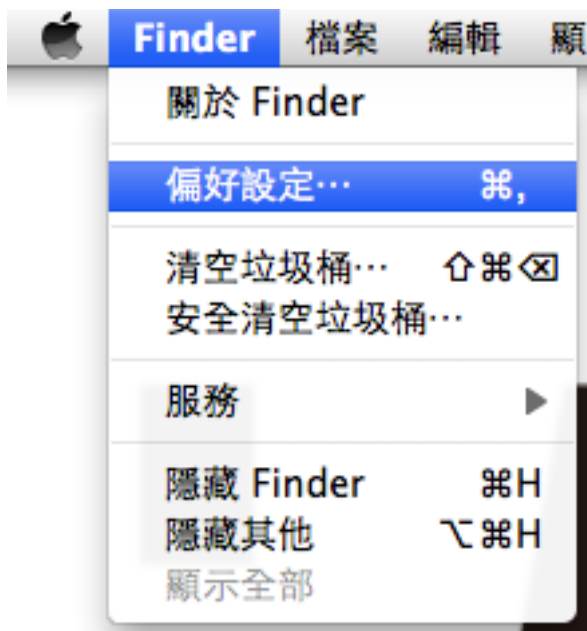 Finder 檔案 編輯 顯
關於 Finder
偏好設定… ⌘,
清空垃圾桶… ⇧⌘⌫
安全清空垃圾桶…
服務 ▶
隱藏 Finder ⌘H
隱藏其他 ⌥⌘H
顯示全部